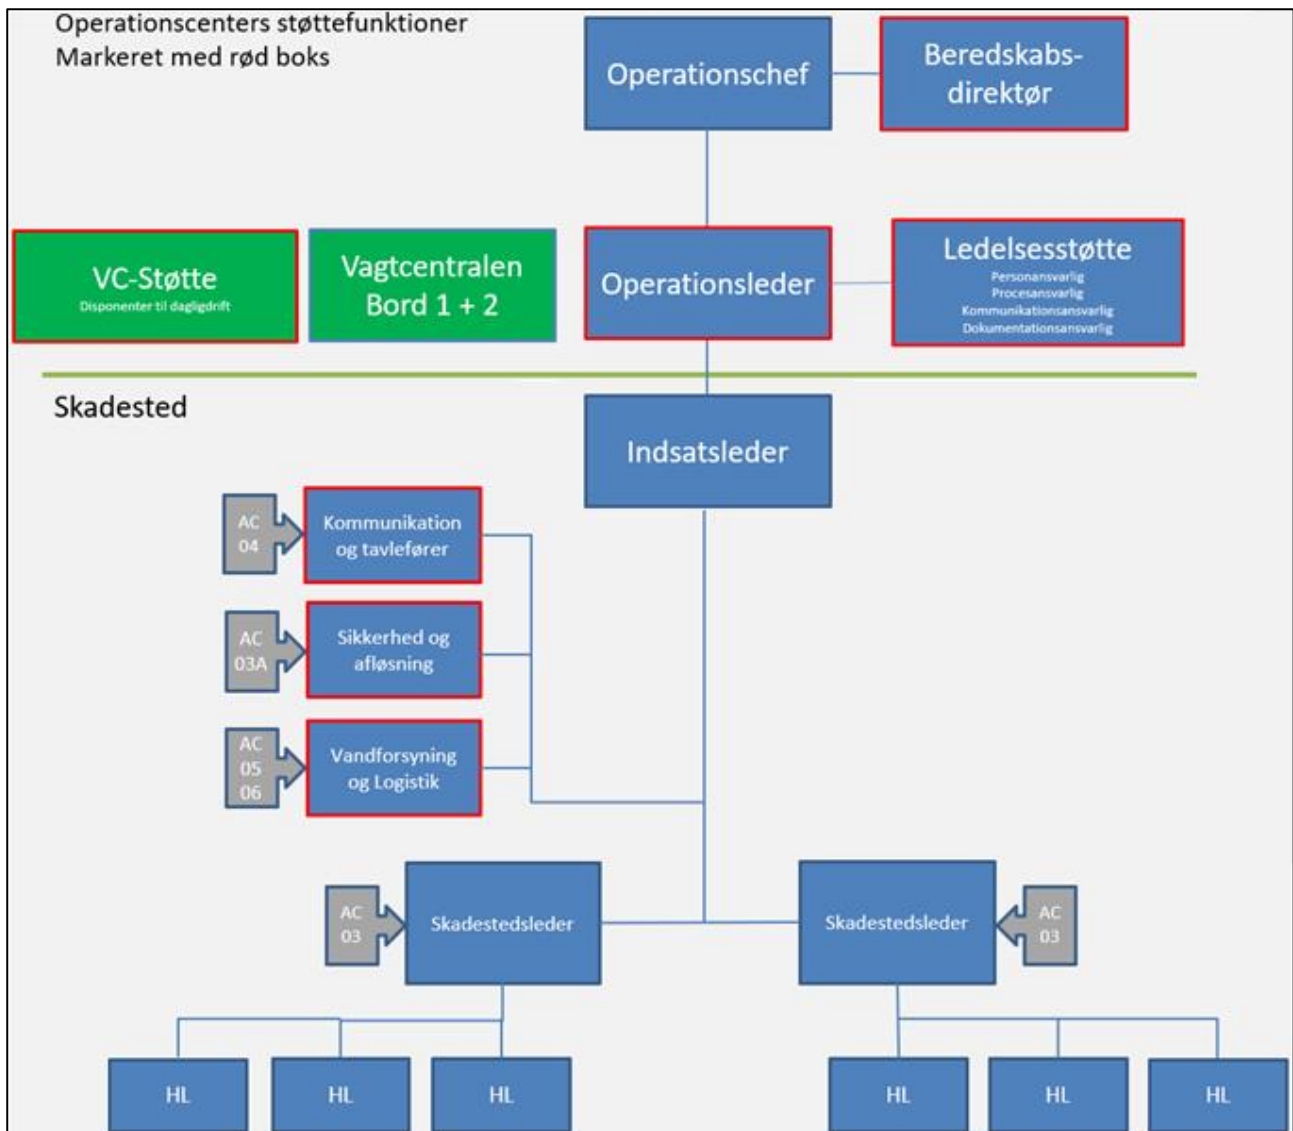 Operationscenters støttefunktioner
Markeret med rød boks
Operationschef
Beredskabs-
direktør
VC-Støtte
Disponenter til dagligdrift
Vagtcentralen
Bord 1 + 2
Operationsleder
Ledelsesstøtte
Personansvarlig
Procesansvarlig
Kommunikationsansvarlig
Dokumentationsansvarlig
Skadested
Indsatsleder
AC
04
Kommunikation
og tavlefører
AC
03A
Sikkerhed og
afløsning
AC
05
06
Vandforsyning
og Logistik
AC
03
Skadestedsleder
Skadestedsleder
AC
03
HL
HL
HL
HL
HL
HL